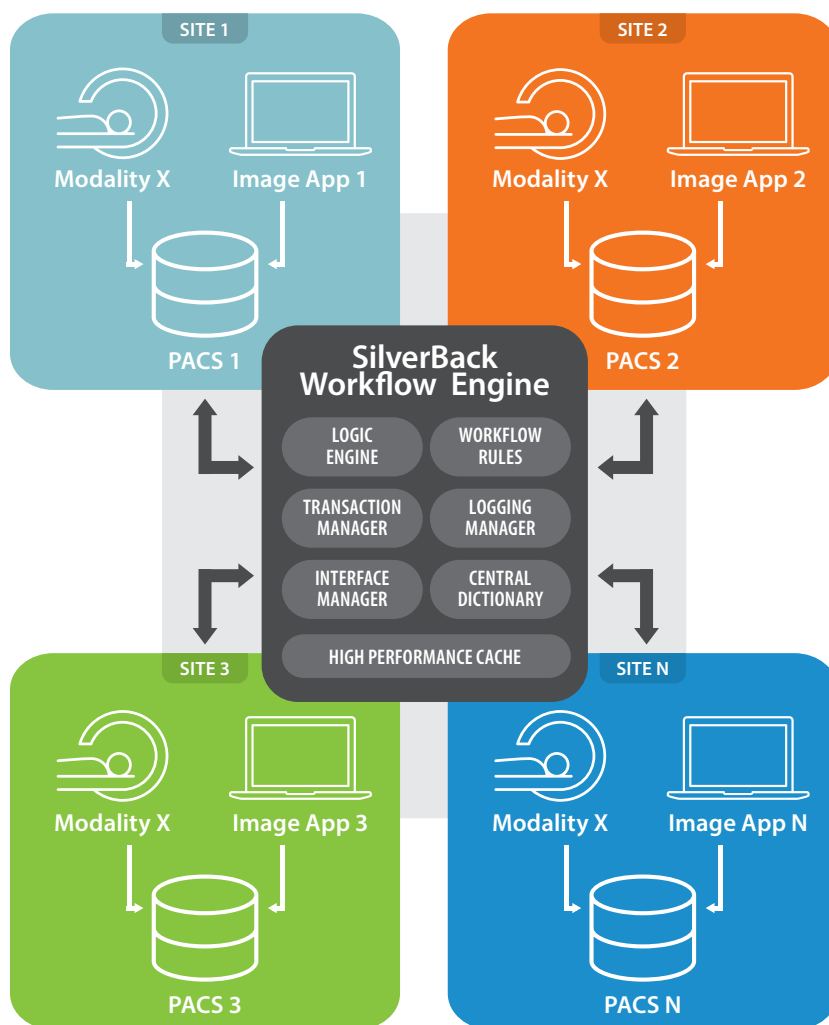 SITE 1
Modality X
Image App 1
PACS 1
SITE 2
Modality X
Image App 2
PACS 2
SilverBack
Workflow Engine
LOGIC
ENGINE
WORKFLOW
RULES
TRANSACTION
MANAGER
LOGGING
MANAGER
INTERFACE
MANAGER
CENTRAL
DICTIONARY
HIGH PERFORMANCE CACHE
SITE 3
Modality X
Image App 3
PACS 3
SITE N
Modality X
Image App N
PACS N